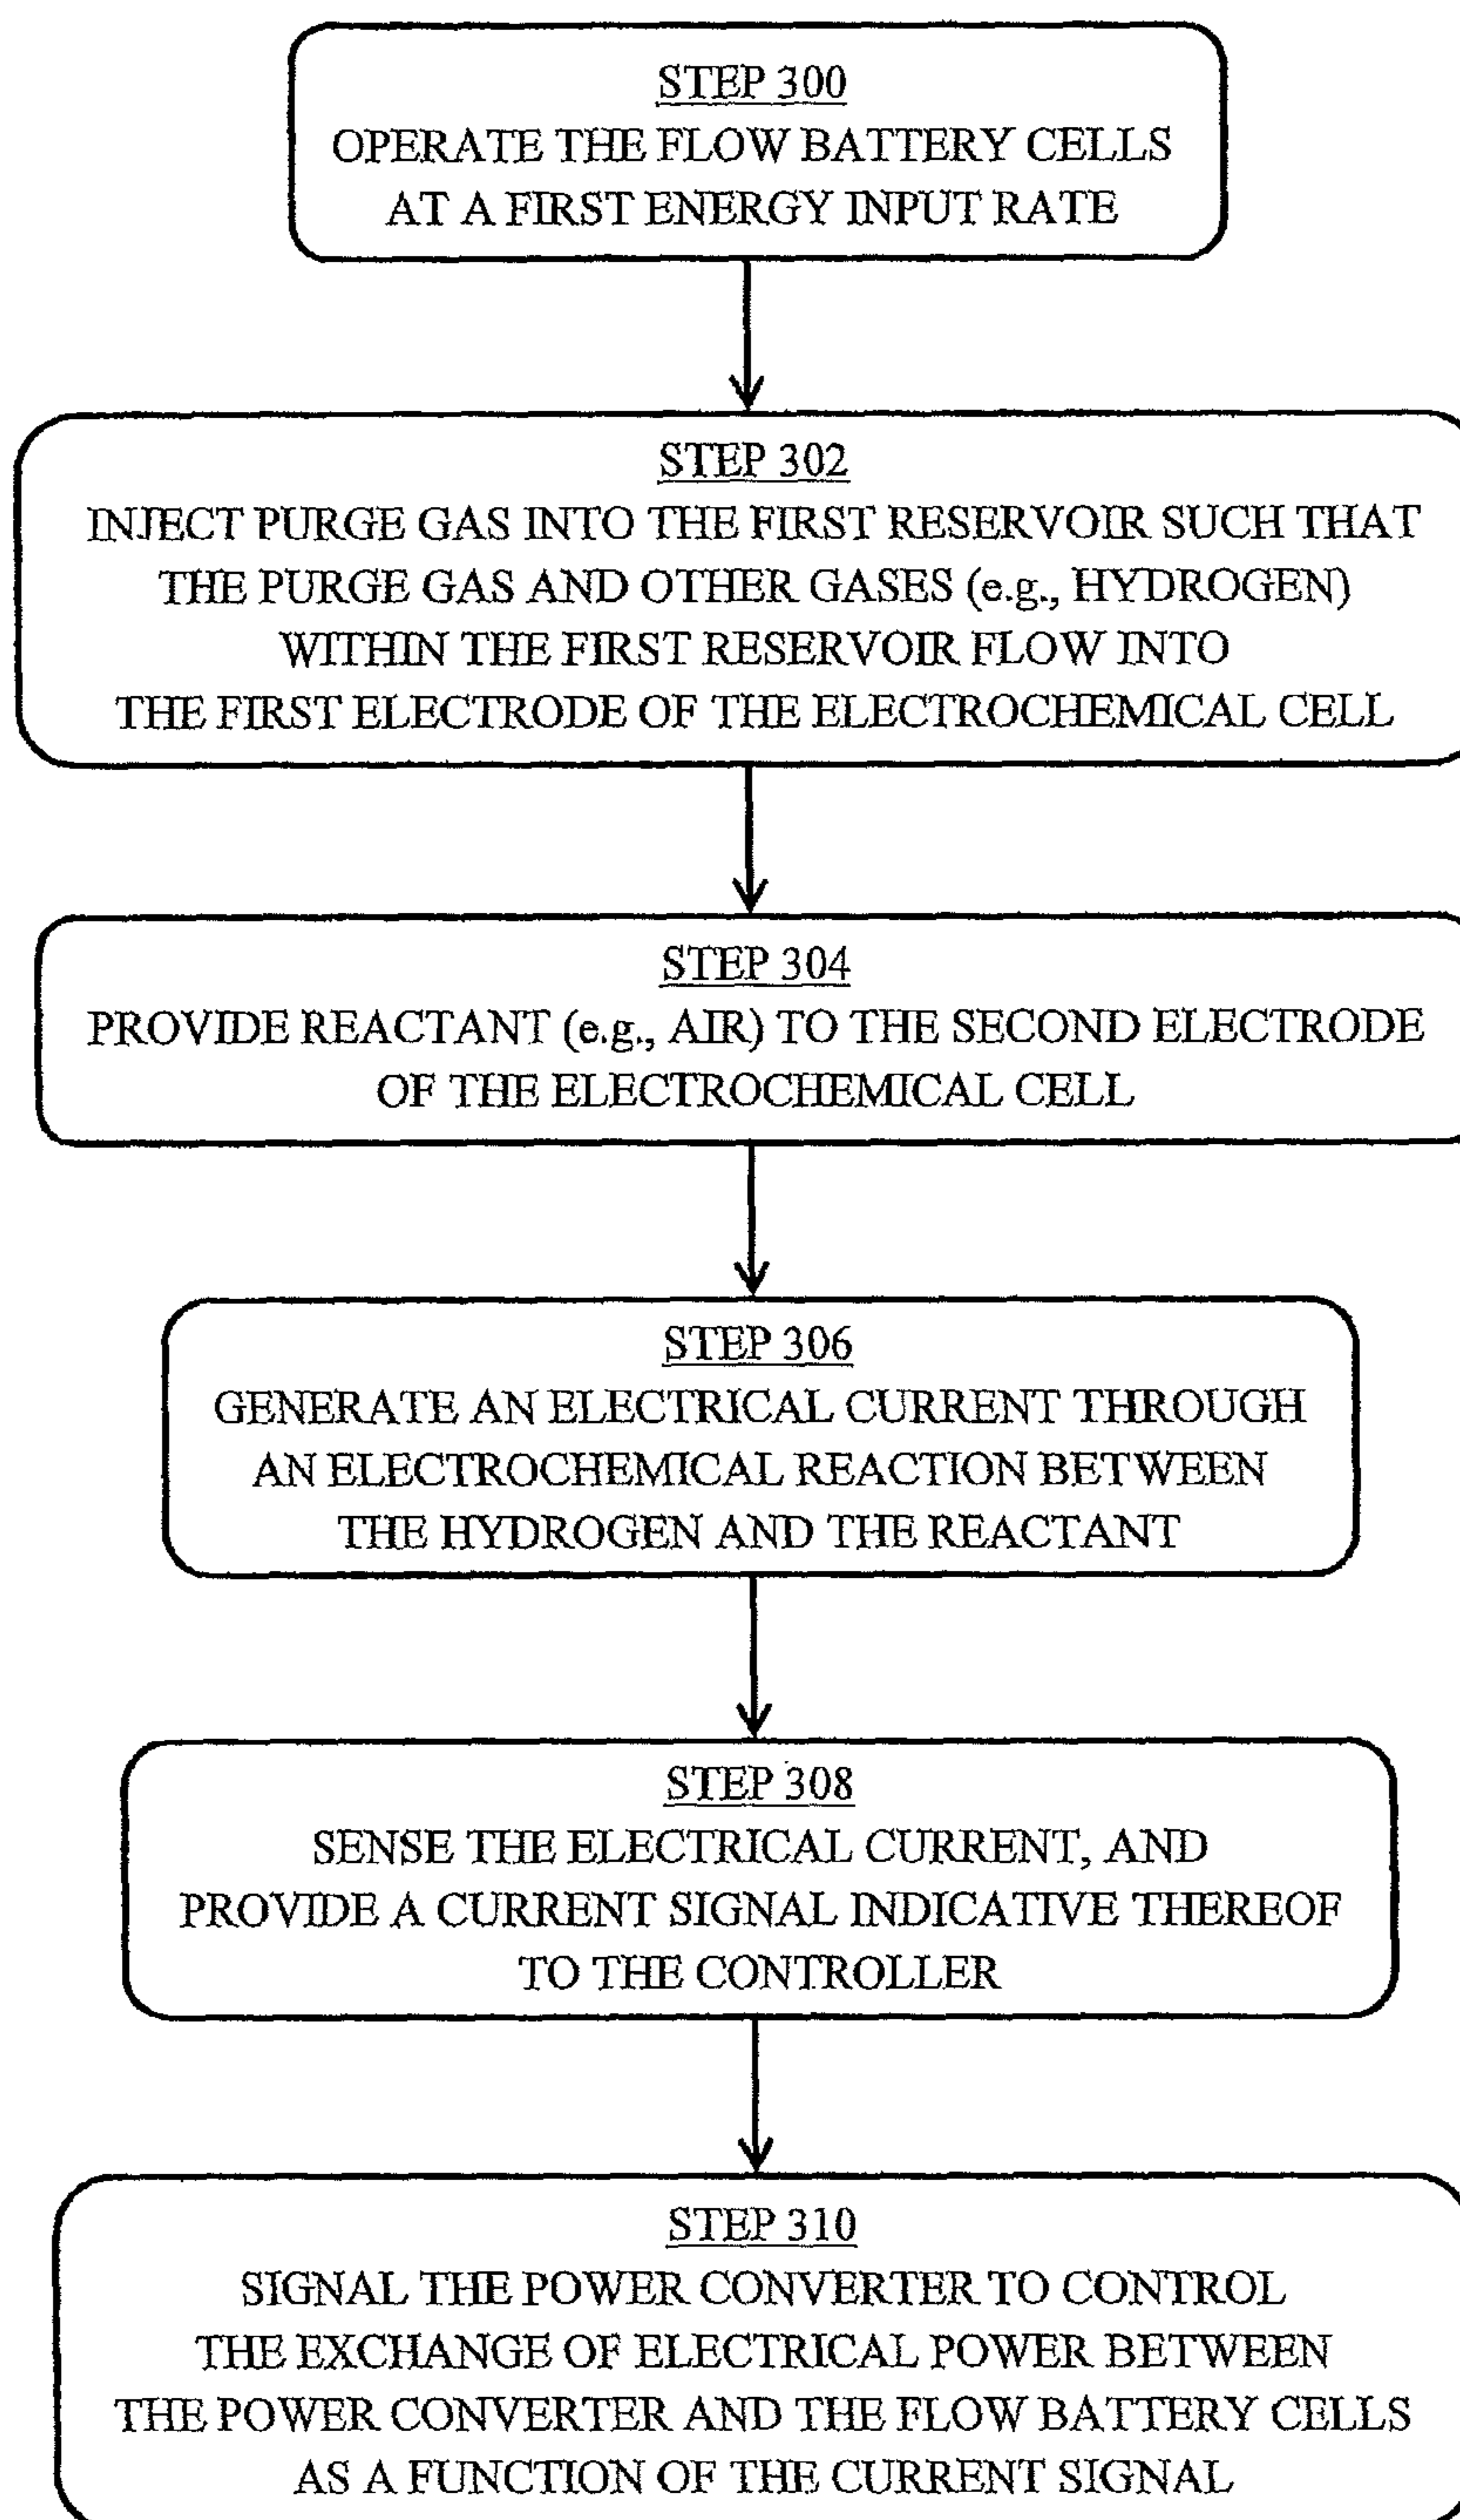 STEP 300
OPERATE THE FLOW BATTERY CELLS
AT A FIRST ENERGY INPUT RATE
STEP 302
INJECT PURGE GAS INTO THE FIRST RESERVOIR SUCH THAT
THE PURGE GAS AND OTHER GASES (e.g., HYDROGEN)
WITHIN THE FIRST RESERVOIR FLOW INTO
THE FIRST ELECTRODE OF THE ELECTROCHEMICAL CELL
STEP 304
PROVIDE REACTANT (e.g., AIR) TO THE SECOND ELECTRODE
OF THE ELECTROCHEMICAL CELL
STEP 306
GENERATE AN ELECTRICAL CURRENT THROUGH
AN ELECTROCHEMICAL REACTION BETWEEN
THE HYDROGEN AND THE REACTANT
STEP 308
SENSE THE ELECTRICAL CURRENT, AND
PROVIDE A CURRENT SIGNAL INDICATIVE THEREOF
TO THE CONTROLLER
STEP 310
SIGNAL THE POWER CONVERTER TO CONTROL
THE EXCHANGE OF ELECTRICAL POWER BETWEEN
THE POWER CONVERTER AND THE FLOW BATTERY CELLS
AS A FUNCTION OF THE CURRENT SIGNAL